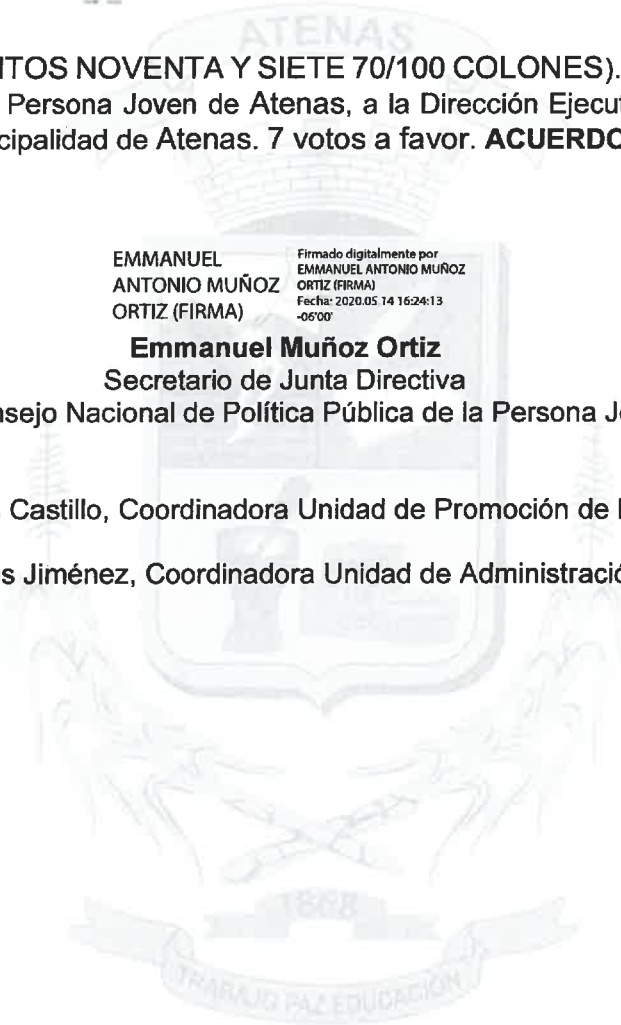 ATENAS
ITOS NOVENTA Y SIETE 70/100 COLONES).
Persona Joven de Atenas, a la Dirección Ejecut
cipalidad de Atenas. 7 votos a favor. ACUERDO
EMMANUEL
ANTONIO MUÑOZ
ORTIZ (FIRMA)
Firmado digitalmente por
EMMANUEL ANTONIO MUÑOZ
ORTIZ (FIRMA)
Fecha: 2020.05.14 16:24:13
-06'00'
Emmanuel Muñoz Ortiz
Secretario de Junta Directiva
nsejo Nacional de Política Pública de la Persona Jo
Castillo, Coordinadora Unidad de Promoción de
s Jiménez, Coordinadora Unidad de Administració
1868
TRABAJO PAZ EDUCACION